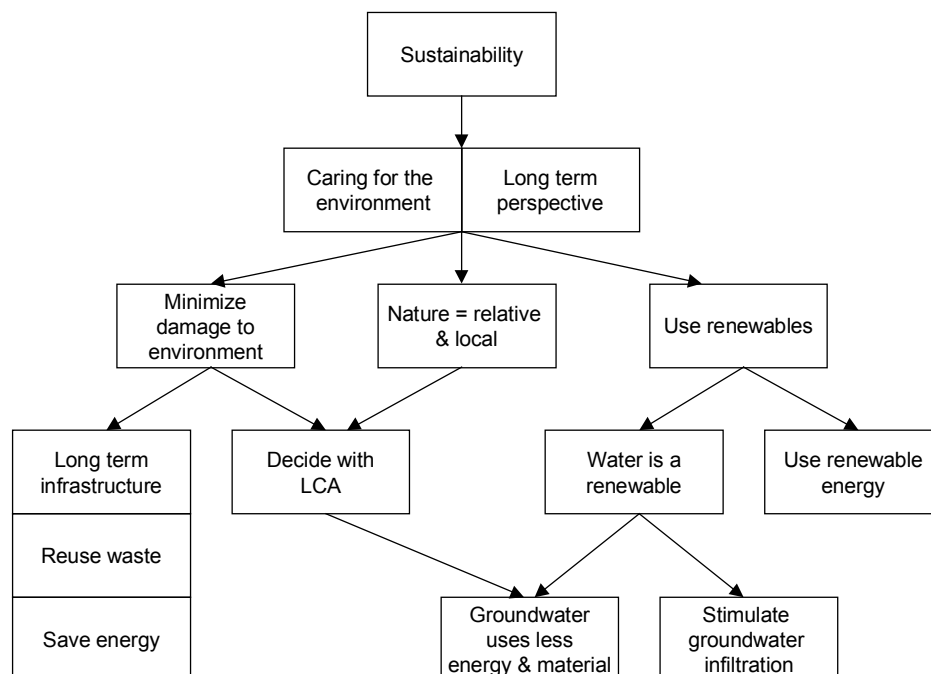 Sustainability
Caring for the
environment
Long term
perspective
Minimize
damage to
environment
Nature = relative
& local
Use renewables
Long term
infrastructure
Decide with
LCA
Water is a
renewable
Use renewable
energy
Reuse waste
Save energy
Groundwater
uses less
energy & material
Stimulate
groundwater
infiltration